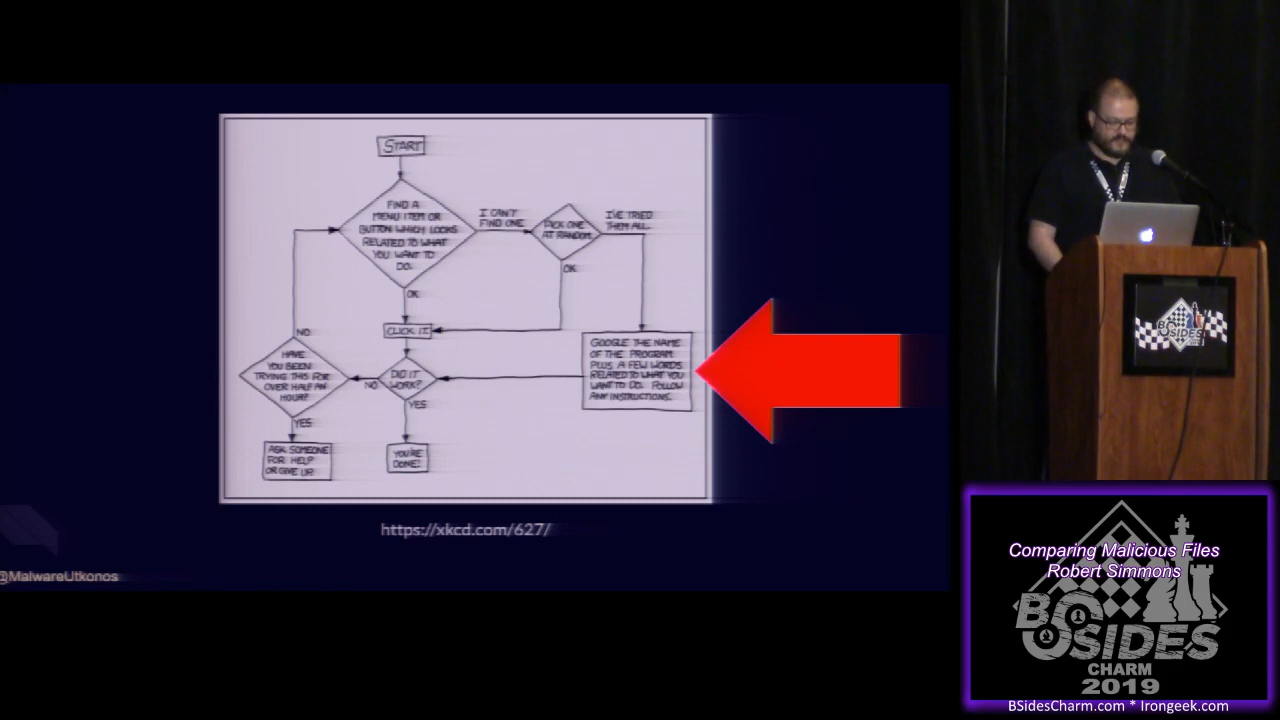 START
FIND A
MENU ITEM OR
BUTTON WHICH LOOKS
RELATED TO WHAT
YOU WANT TO
DO.
I CAN'T
FIND ONE
PICK ONE
AT RANDOM.
I'VE TRIED
THEM ALL.
OK
OK
CLICK IT.
NO
HAVE
YOU BEEN
TRYING THIS FOR
OVER HALF AN
HOUR?
NO
DID IT
WORK?
GOOGLE THE NAME
OF THE PROGRAM
PLUS A FEW WORDS
RELATED TO WHAT YOU
WANT TO DO. FOLLOW
ANY INSTRUCTIONS.
YES
YES
ASK SOMEONE
FOR HELP
OR GIVE UP.
YOU'RE
DONE!
https://xkcd.com/627/
@MalwareUtkonos
BSIDES
Comparing Malicious Files
Robert Simmons
BSIDES
CHARM
2019
BSidesCharm.com * Irongeek.com